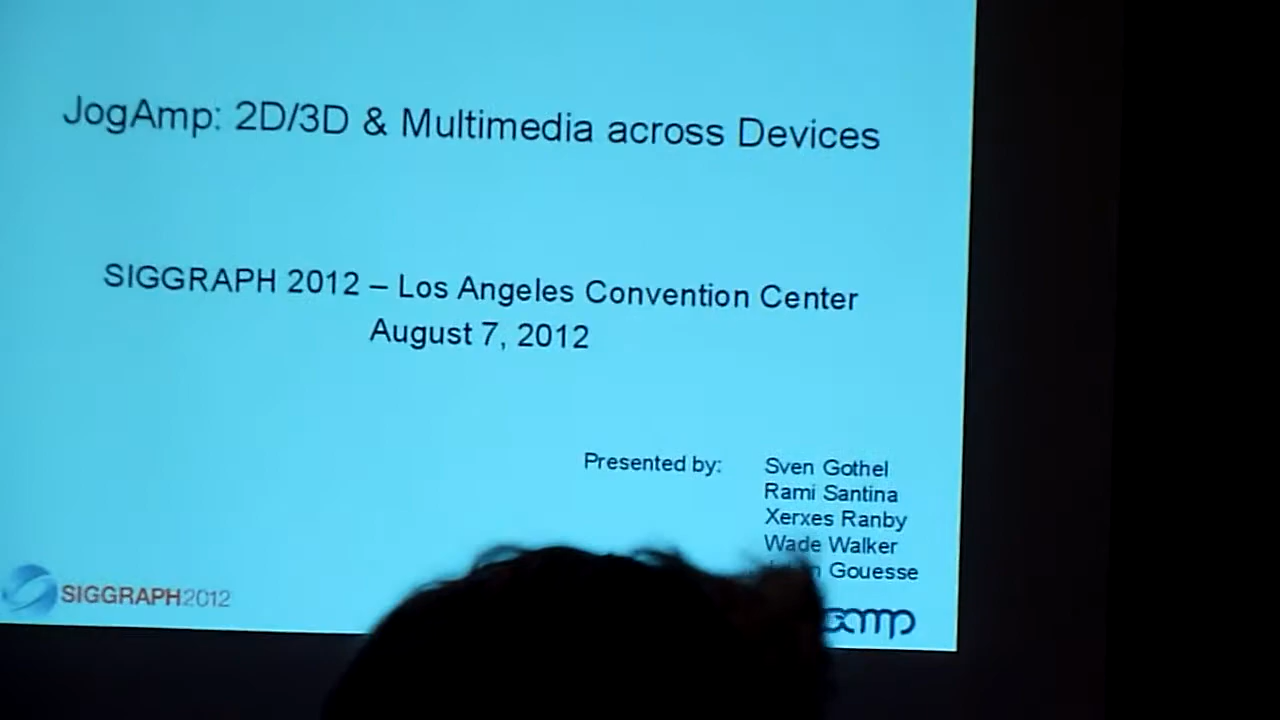 JogAmp: 2D/3D & Multimedia across Devices
SIGGRAPH 2012 – Los Angeles Convention Center
August 7, 2012
Presented by:
Sven Gothel
Rami Santina
Xerxes Ranby
Wade Walker
Gouesse
SIGGRAPH2012